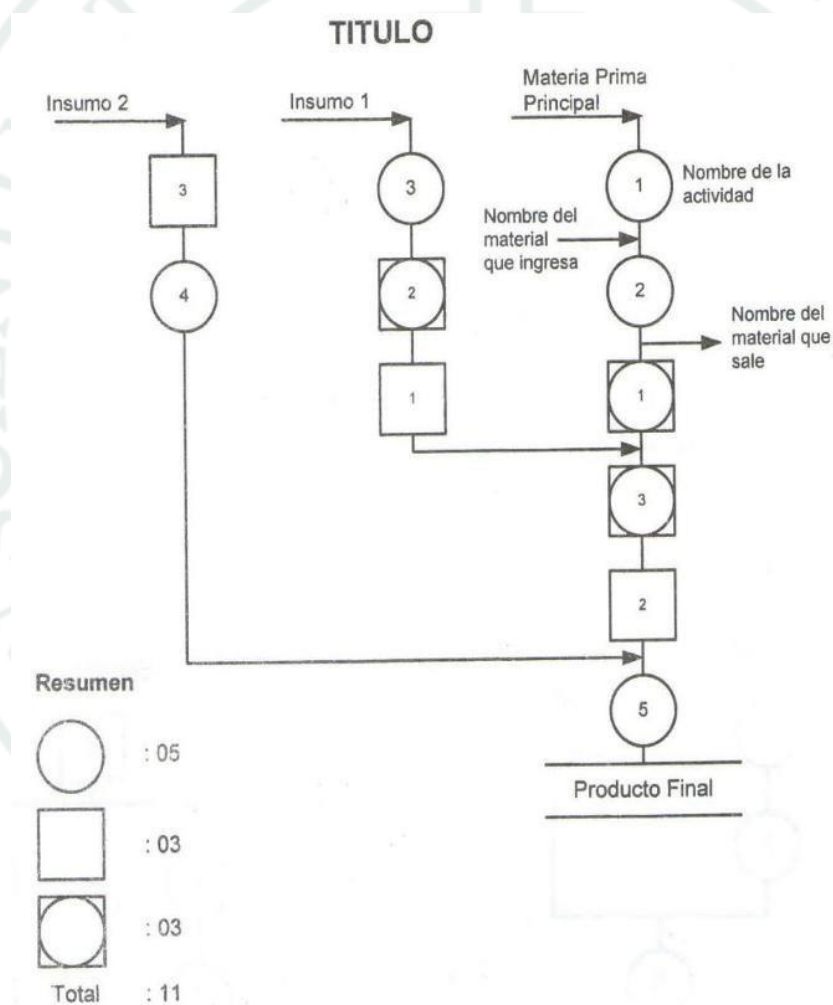 TITULO
Insumo 2
Insumo 1
Materia Prima
Principal
3
3
1
Nombre de la
actividad
Nombre del
material
que ingresa
4
2
2
Nombre del
material que
sale
1
1
3
2
5
Producto Final
Resumen
: 05
: 03
: 03
Total : 11